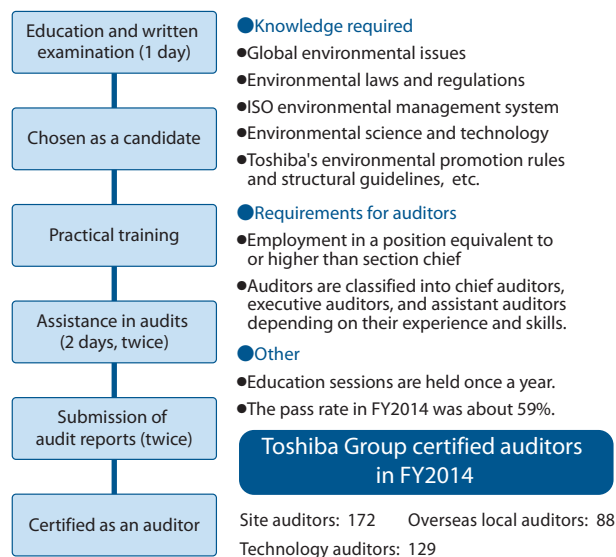 Education and written
examination (1 day)
Chosen as a candidate
Practical training
Assistance in audits
(2 days, twice)
Submission of
audit reports (twice)
Certified as an auditor
●Knowledge required
●Global environmental issues
●Environmental laws and regulations
●ISO environmental management system
●Environmental science and technology
●Toshiba's environmental promotion rules
and structural guidelines, etc.
●Requirements for auditors
●Employment in a position equivalent to
or higher than section chief
●Auditors are classified into chief auditors,
executive auditors, and assistant auditors
depending on their experience and skills.
●Other
●Education sessions are held once a year.
●The pass rate in FY2014 was about 59%.
Toshiba Group certified auditors
in FY2014
Site auditors: 172 Overseas local auditors: 88
Technology auditors: 129